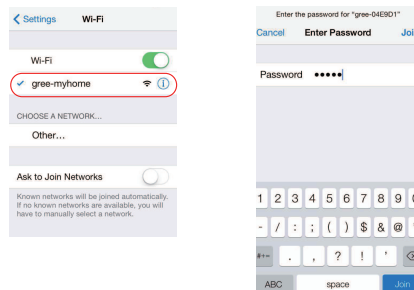 Settings
Wi-Fi
Wi-Fi
gree-myhome
CHOOSE A NETWORK...
Other...
Ask to Join Networks
Known networks will be joined automatically.
If no known networks are available, you will
have to manually select a network.
Enter the password for "gree-04E9D1"
Cancel Enter Password Joi
Password •••••
1 2 3 4 5 6 7 8 9 0
- / : ; ( ) $ & @ "
#+= . , ? ! '
ABC space Join